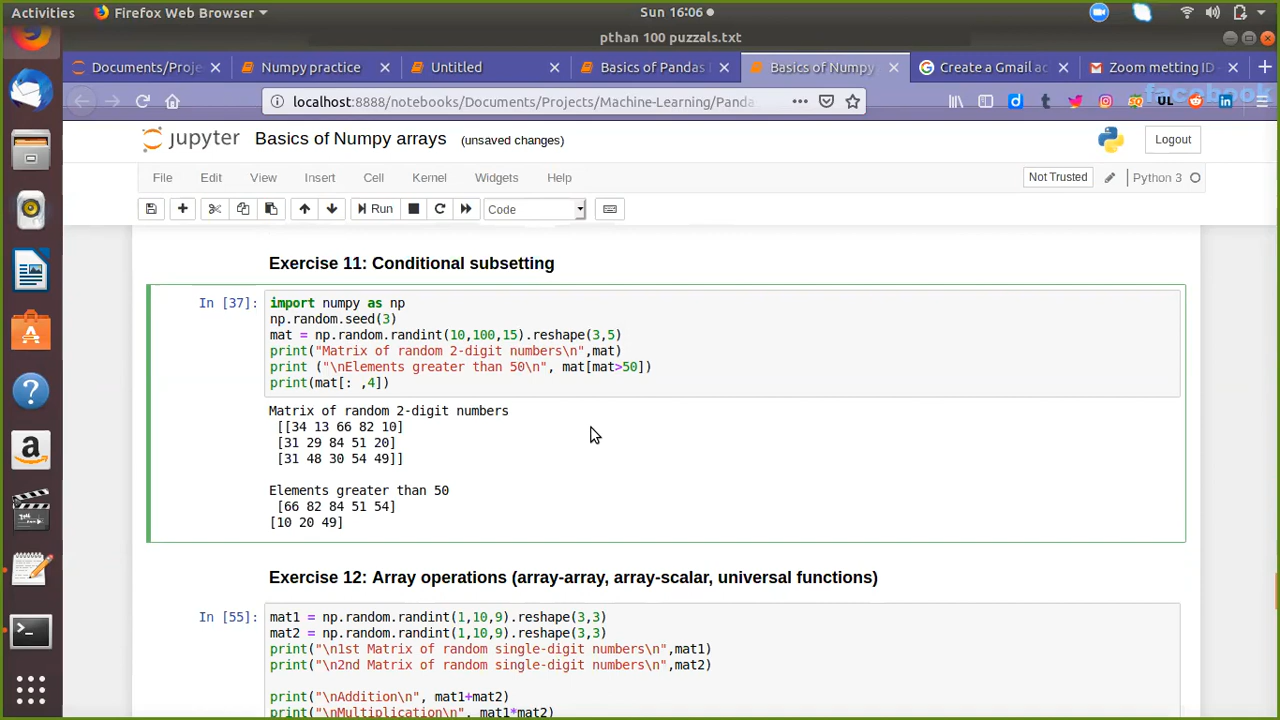 Activities Firefox Web Browser Sun 16:06
pthan 100 puzzals.txt
Documents/Proje Numpy practice Untitled Basics of Pandas Basics of Numpy Create a Gmail ac Zoom metting ID -
localhost:8888/notebooks/Documents/Projects/Machine-Learning/Panda
facebook
jupyter Basics of Numpy arrays (unsaved changes) Logout
File Edit View Insert Cell Kernel Widgets Help Not Trusted Python 3
Run Code
Exercise 11: Conditional subsetting
In [37]: import numpy as np
np.random.seed(3)
mat = np.random.randint(10,100,15).reshape(3,5)
print("Matrix of random 2-digit numbers\n",mat)
print ("\nElements greater than 50\n", mat[mat>50])
print(mat[: ,4])
Matrix of random 2-digit numbers
[[34 13 66 82 10]
[31 29 84 51 20]
[31 48 30 54 49]]
Elements greater than 50
[66 82 84 51 54]
[10 20 49]
Exercise 12: Array operations (array-array, array-scalar, universal functions)
In [55]: mat1 = np.random.randint(1,10,9).reshape(3,3)
mat2 = np.random.randint(1,10,9).reshape(3,3)
print("\n1st Matrix of random single-digit numbers\n",mat1)
print("\n2nd Matrix of random single-digit numbers\n",mat2)
print("\nAddition\n", mat1+mat2)
print("\nMultiplication\n", mat1*mat2)